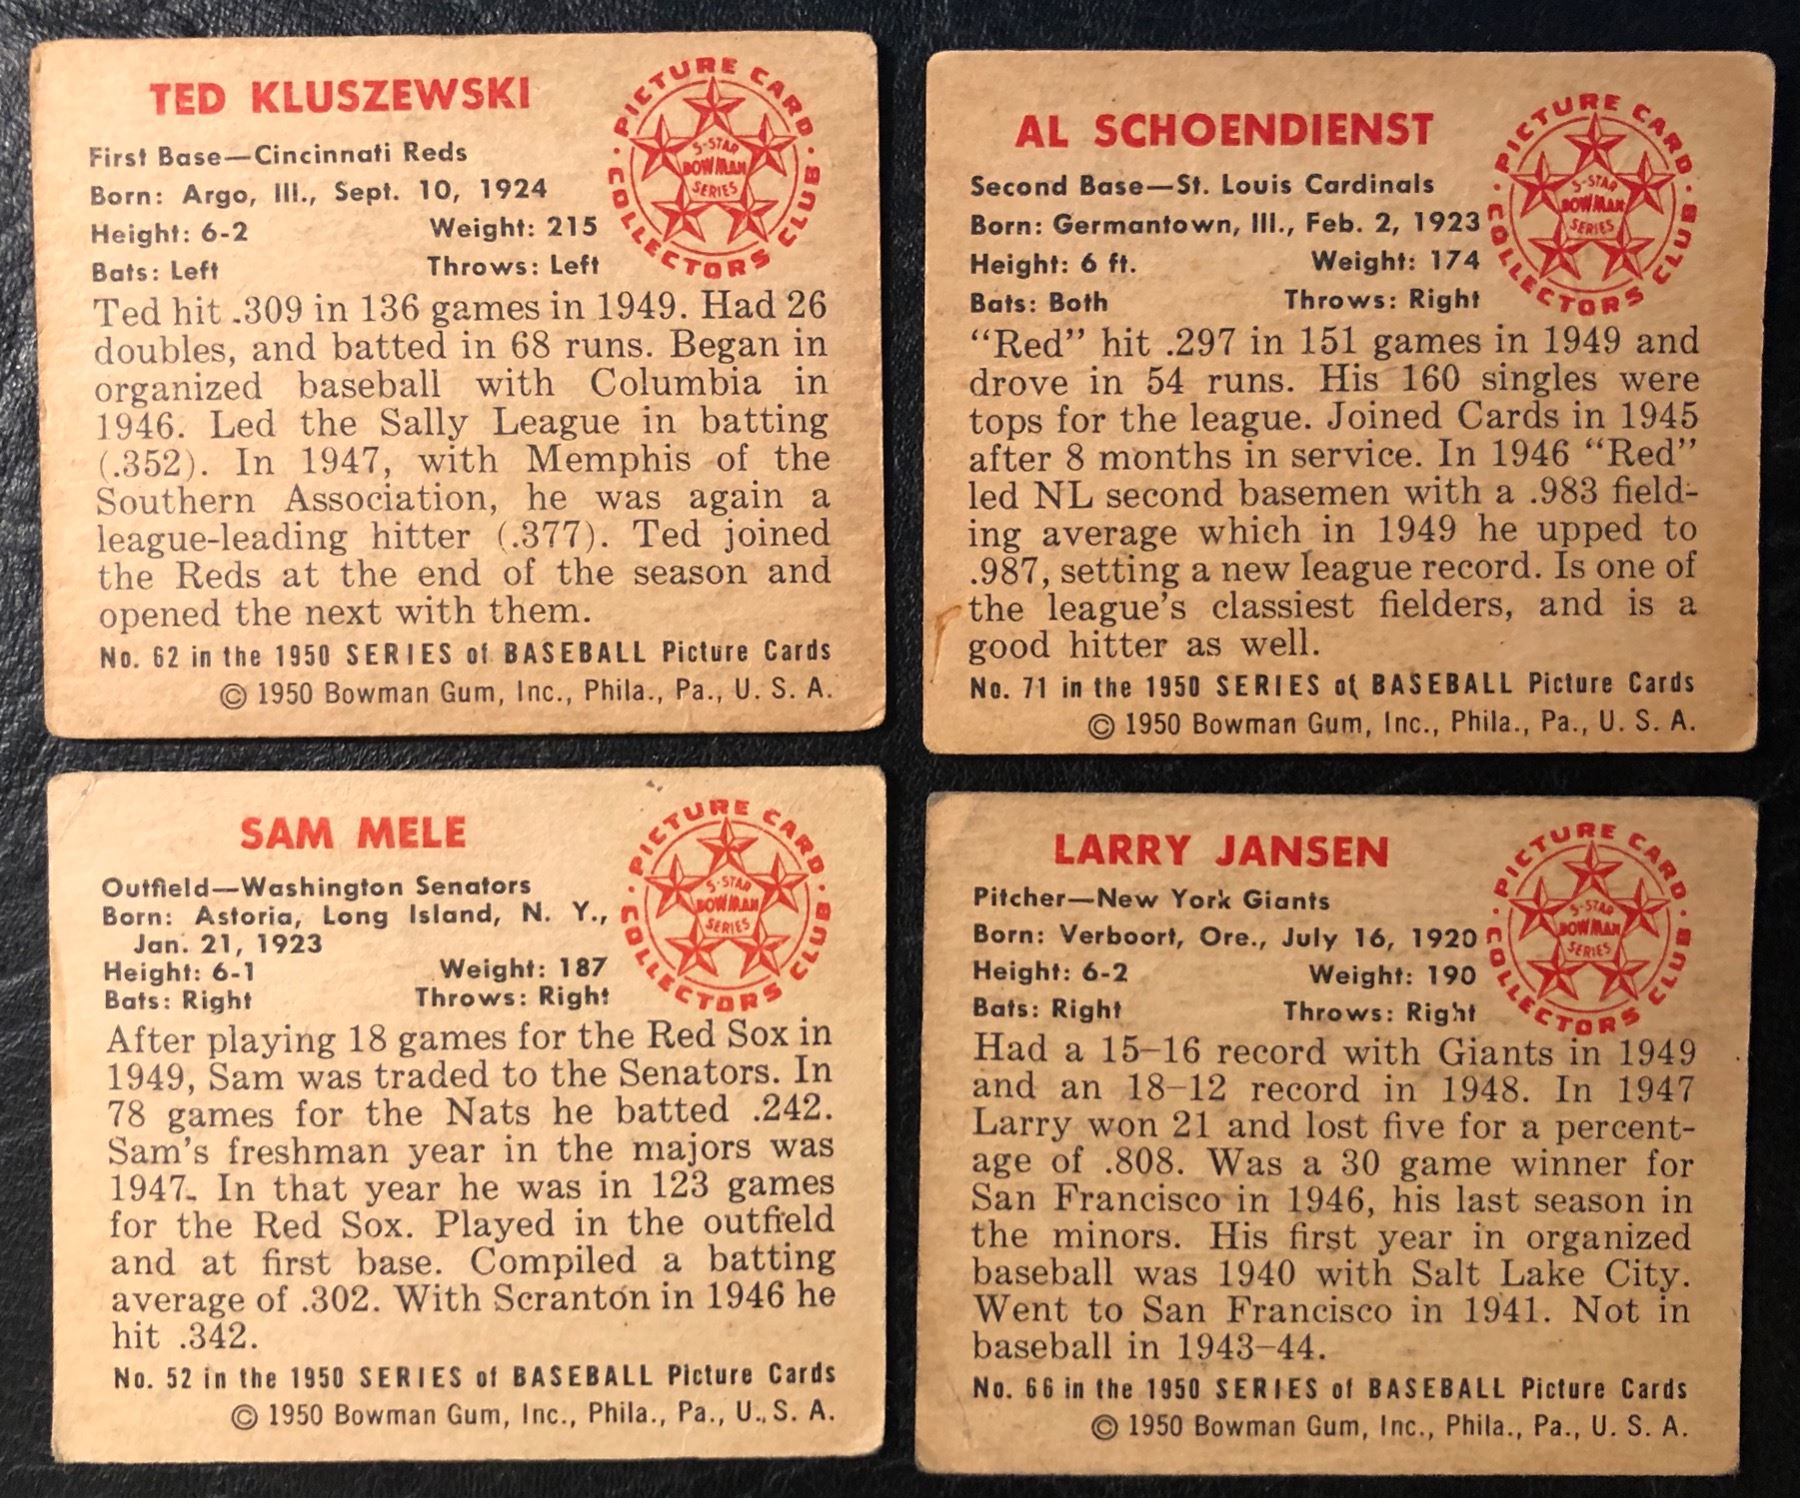 TED KLUSZEWSKI
First Base—Cincinnati Reds
Born: Argo, Ill., Sept. 10, 1924
Height: 6-2 Weight: 215
Bats: Left Throws: Left
PICTURE CARD COLLECTORS CLUB
5-STAR
BOWMAN
SERIES
Ted hit .309 in 136 games in 1949. Had 26
doubles, and batted in 68 runs. Began in
organized baseball with Columbia in
1946. Led the Sally League in batting
(.352). In 1947, with Memphis of the
Southern Association, he was again a
league-leading hitter (.377). Ted joined
the Reds at the end of the season and
opened the next with them.
No. 62 in the 1950 SERIES of BASEBALL Picture Cards
© 1950 Bowman Gum, Inc., Phila., Pa., U. S. A.
AL SCHOENDIENST
Second Base—St. Louis Cardinals
Born: Germantown, Ill., Feb. 2, 1923
Height: 6 ft. Weight: 174
Bats: Both Throws: Right
PICTURE CARD COLLECTORS CLUB
5-STAR
BOWMAN
SERIES
“Red” hit .297 in 151 games in 1949 and
drove in 54 runs. His 160 singles were
tops for the league. Joined Cards in 1945
after 8 months in service. In 1946 “Red”
led NL second basemen with a .983 field-
ing average which in 1949 he upped to
.987, setting a new league record. Is one of
the league’s classiest fielders, and is a
good hitter as well.
No. 71 in the 1950 SERIES of BASEBALL Picture Cards
© 1950 Bowman Gum, Inc., Phila., Pa., U. S. A.
SAM MELE
Outfield—Washington Senators
Born: Astoria, Long Island, N. Y.,
Jan. 21, 1923
Height: 6-1 Weight: 187
Bats: Right Throws: Right
PICTURE CARD COLLECTORS CLUB
5-STAR
BOWMAN
SERIES
After playing 18 games for the Red Sox in
1949, Sam was traded to the Senators. In
78 games for the Nats he batted .242.
Sam’s freshman year in the majors was
1947. In that year he was in 123 games
for the Red Sox. Played in the outfield
and at first base. Compiled a batting
average of .302. With Scranton in 1946 he
hit .342.
No. 52 in the 1950 SERIES of BASEBALL Picture Cards
© 1950 Bowman Gum, Inc., Phila., Pa., U. S. A.
LARRY JANSEN
Pitcher—New York Giants
Born: Verboort, Ore., July 16, 1920
Height: 6-2 Weight: 190
Bats: Right Throws: Right
PICTURE CARD COLLECTORS CLUB
5-STAR
BOWMAN
SERIES
Had a 15–16 record with Giants in 1949
and an 18–12 record in 1948. In 1947
Larry won 21 and lost five for a percent-
age of .808. Was a 30 game winner for
San Francisco in 1946, his last season in
the minors. His first year in organized
baseball was 1940 with Salt Lake City.
Went to San Francisco in 1941. Not in
baseball in 1943–44.
No. 66 in the 1950 SERIES of BASEBALL Picture Cards
© 1950 Bowman Gum, Inc., Phila., Pa., U. S. A.